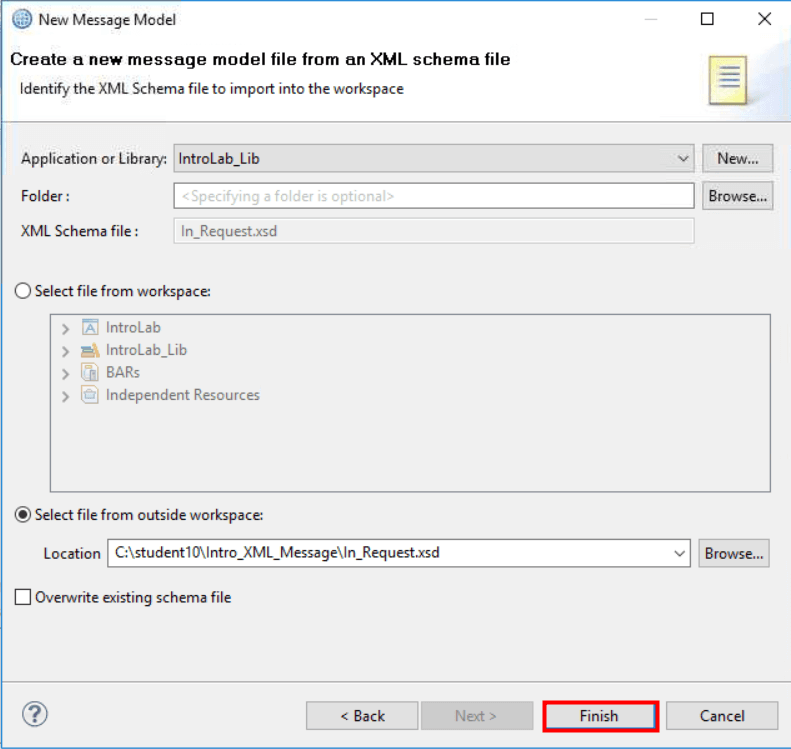 New Message Model
Create a new message model file from an XML schema file
Identify the XML Schema file to import into the workspace
Application or Library: IntroLab_Lib New...
Folder : <Specifying a folder is optional> Browse...
XML Schema file : In_Request.xsd
Select file from workspace:
IntroLab
IntroLab_Lib
BARs
Independent Resources
Select file from outside workspace:
Location C:\student10\Intro_XML_Message\In_Request.xsd Browse...
Overwrite existing schema file
? < Back Next > Finish Cancel